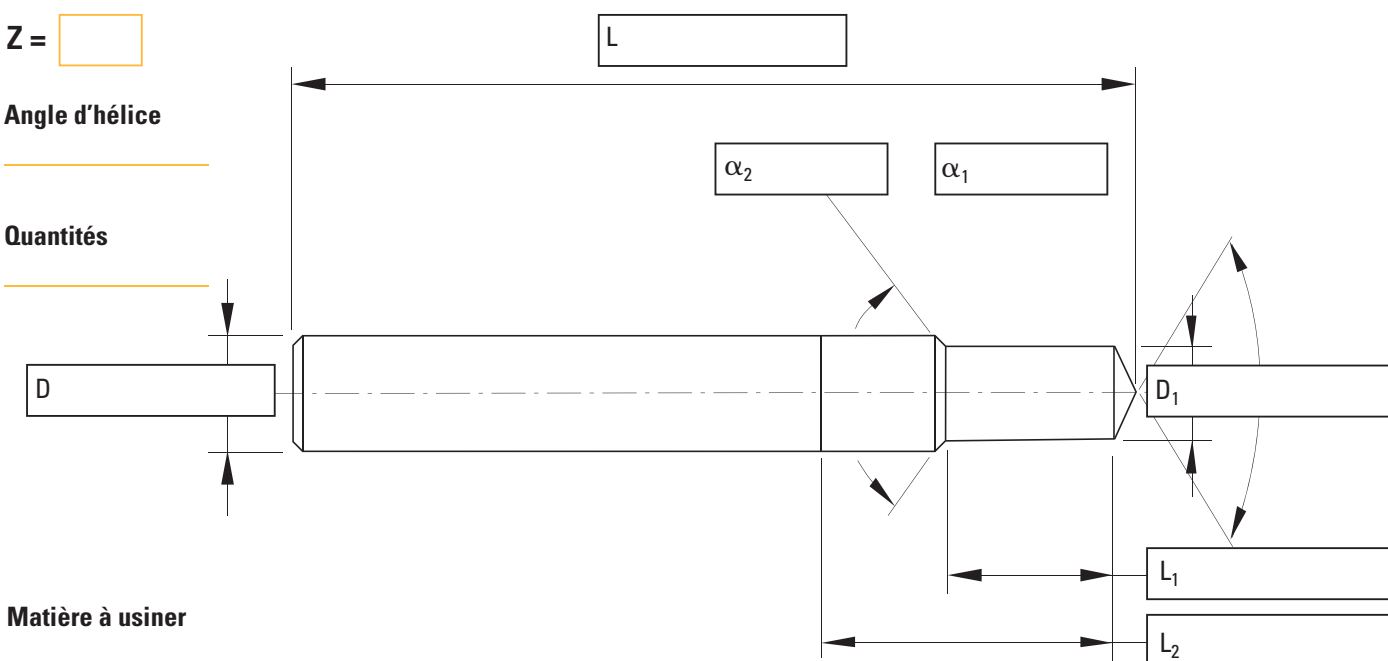 Z =
L
Angle d'hélice
α₂
α₁
Quantités
D
D₁
L₁
Matière à usiner
L₂